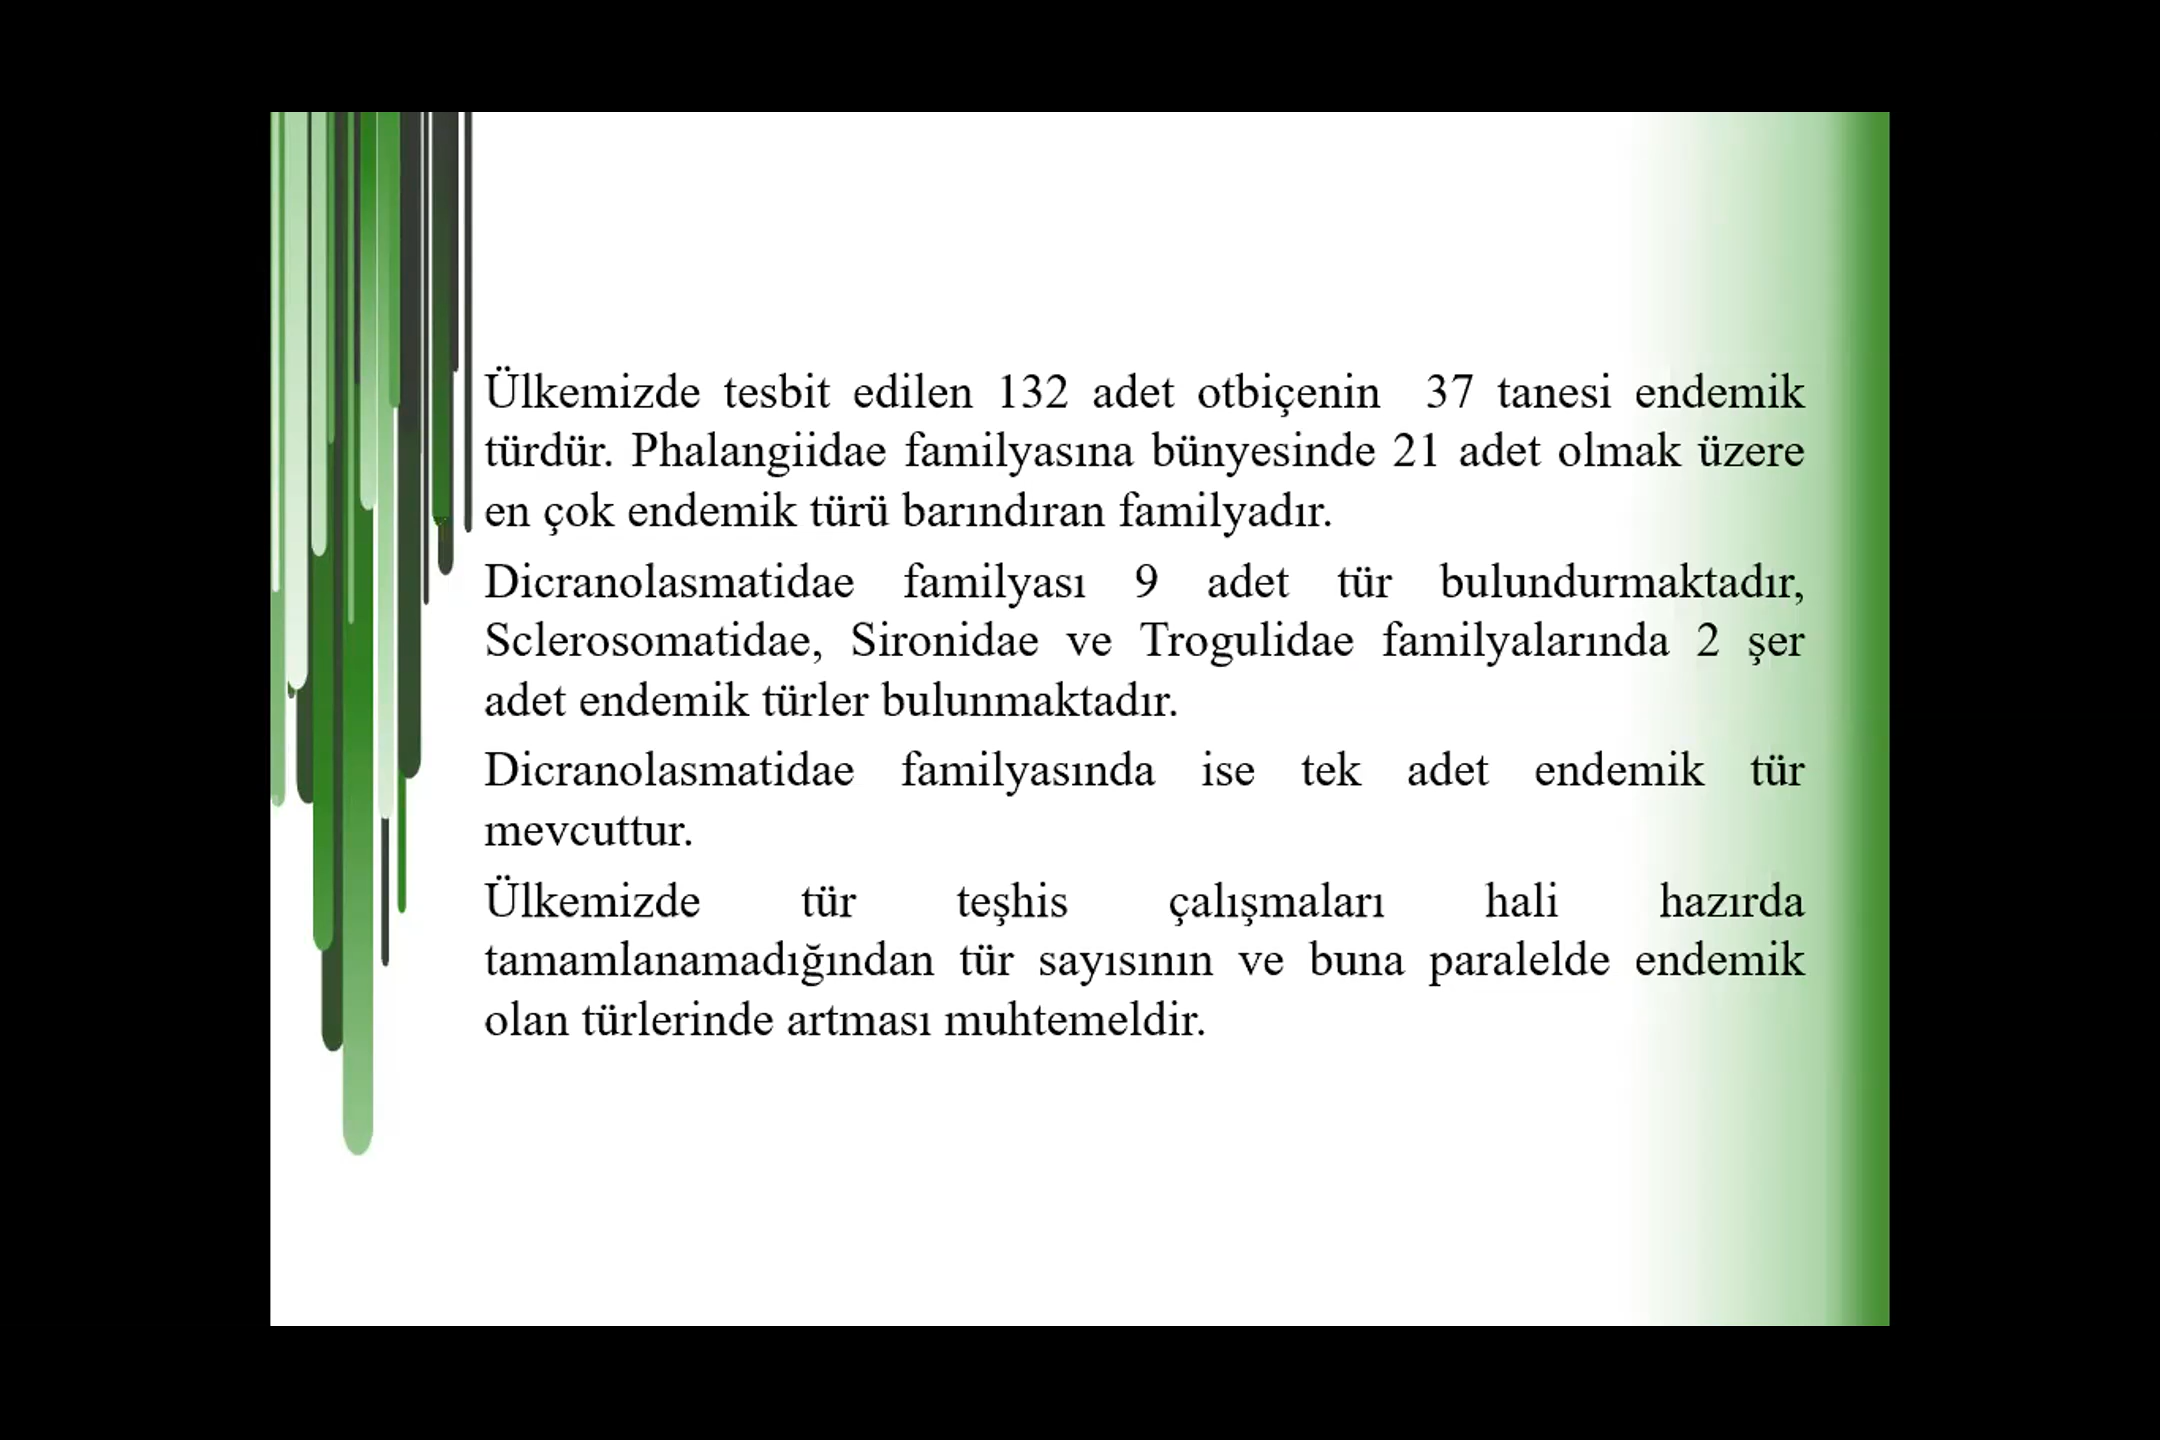 Ülkemizde tesbit edilen 132 adet otbiçenin 37 tanesi endemik
türdür. Phalangiidae familyasına bünyesinde 21 adet olmak üzere
en çok endemik türü barındıran familyadır.
Dicranolasmatidae familyası 9 adet tür bulundurmaktadır,
Sclerosomatidae, Sironidae ve Trogulidae familyalarında 2 şer
adet endemik türler bulunmaktadır.
Dicranolasmatidae familyasında ise tek adet endemik tür
mevcuttur.
Ülkemizde tür teşhis çalışmaları hali hazırda
tamamlanamadığından tür sayısının ve buna paralelde endemik
olan türlerinde artması muhtemeldir.